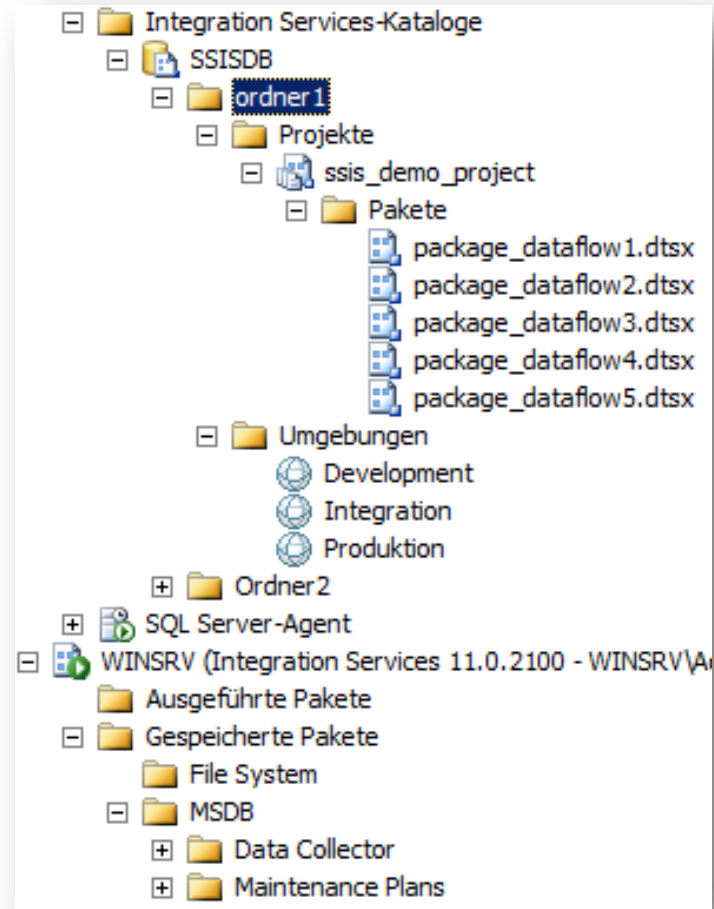 Integration Services-Kataloge
SSISDB
ordner1
Projekte
ssis_demo_project
Pakete
package_dataflow1.dtsx
package_dataflow2.dtsx
package_dataflow3.dtsx
package_dataflow4.dtsx
package_dataflow5.dtsx
Umgebungen
Development
Integration
Produktion
Ordner2
SQL Server-Agent
WINSRV (Integration Services 11.0.2100 - WINSRV\A
Ausgeführte Pakete
Gespeicherte Pakete
File System
MSDB
Data Collector
Maintenance Plans